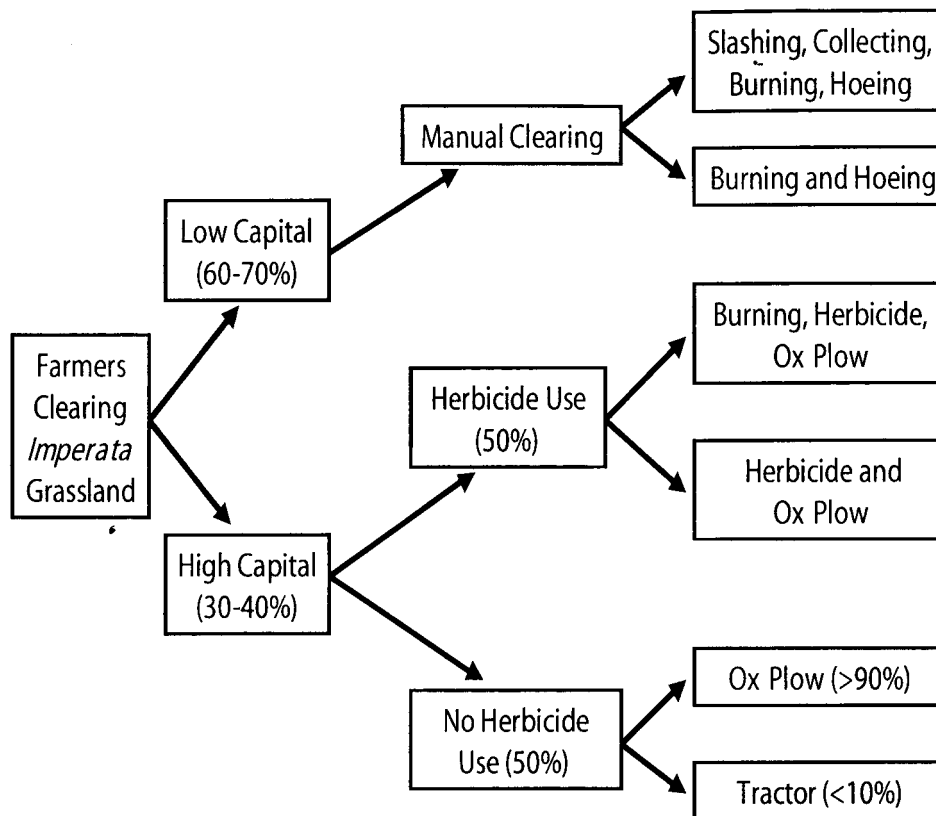 Slashing, Collecting,
Burning, Hoeing
Manual Clearing
Burning and Hoeing
Low Capital
(60-70%)
Farmers
Clearing
Imperata
Grassland
Burning, Herbicide,
Ox Plow
Herbicide Use
(50%)
Herbicide and
Ox Plow
High Capital
(30-40%)
Ox Plow (>90%)
No Herbicide
Use (50%)
Tractor (<10%)